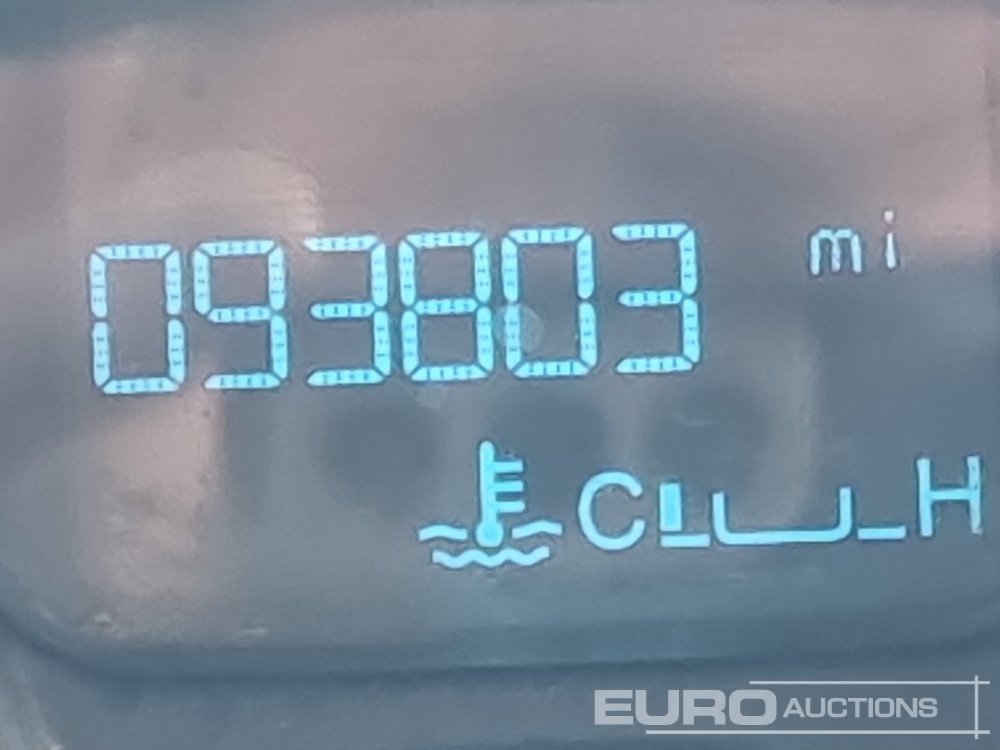 093803 mi
C H
EURO AUCTIONS